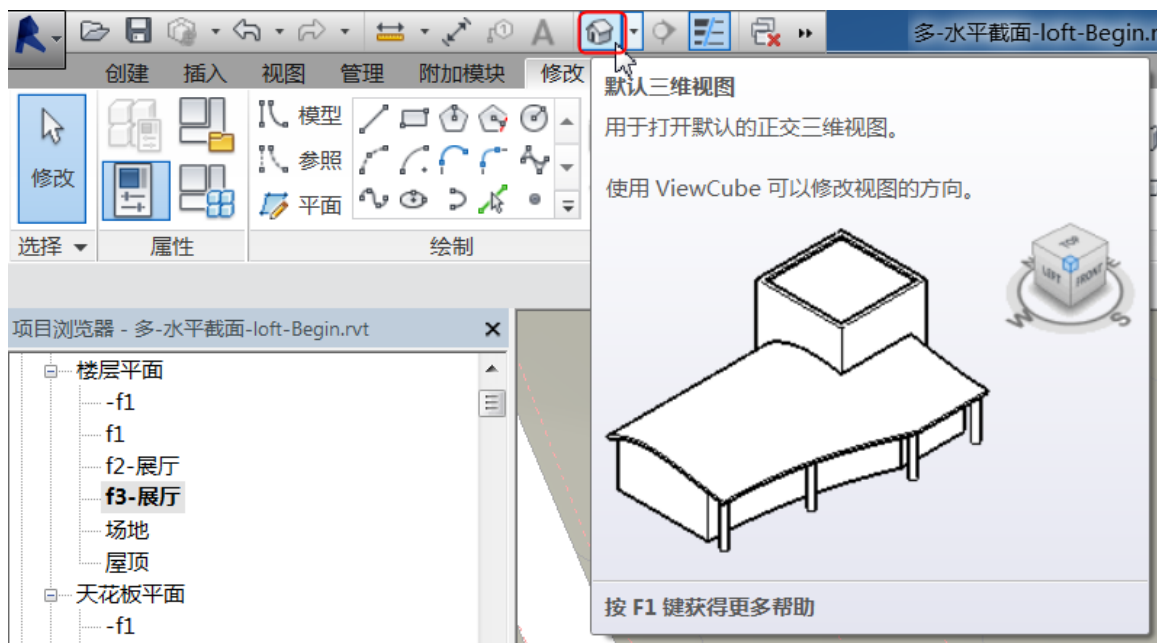 多-水平截面-loft-Begin.r
创建 插入 视图 管理 附加模块 修改
修改
模型
参照
平面
选择 属性 绘制
默认三维视图
用于打开默认的正交三维视图。
使用 ViewCube 可以修改视图的方向。
TOP
LEFT FRONT
S
按 F1 键获得更多帮助
项目浏览器 - 多-水平截面-loft-Begin.rvt
楼层平面
-f1
f1
f2-展厅
f3-展厅
场地
屋顶
天花板平面
-f1